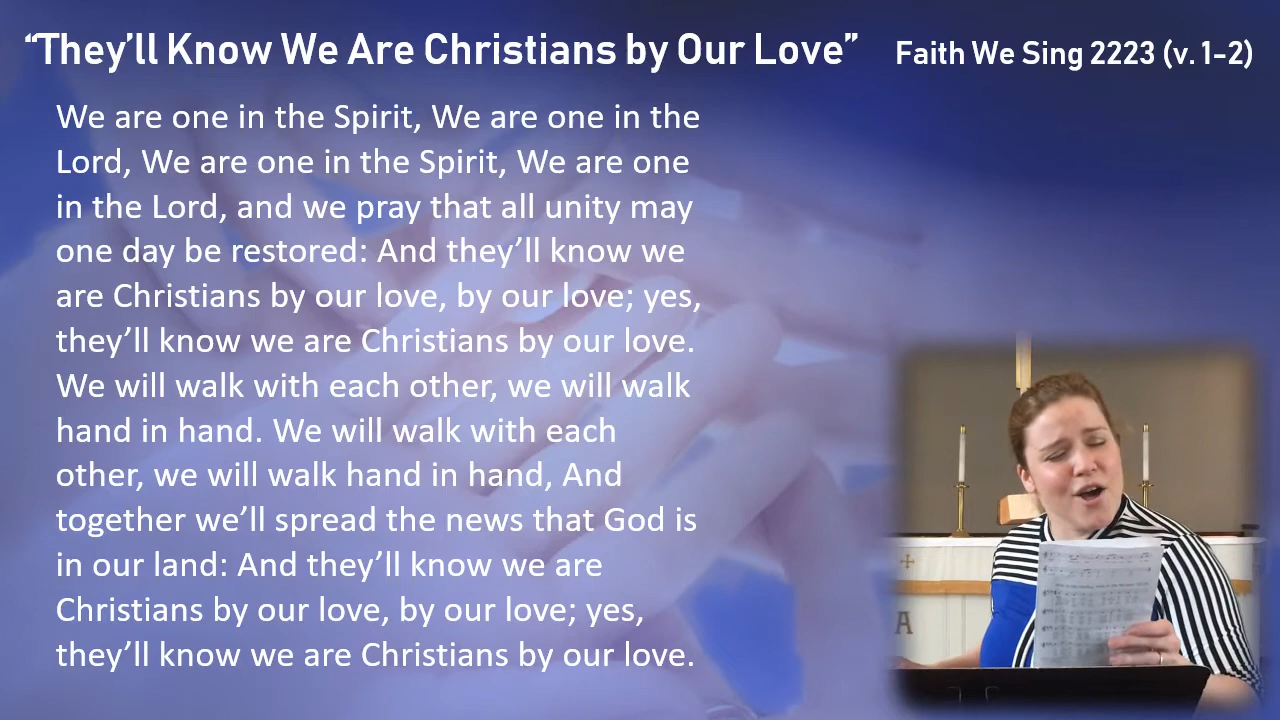 “They’ll Know We Are Christians by Our Love” Faith We Sing 2223 (v. 1-2)
We are one in the Spirit, We are one in the
Lord, We are one in the Spirit, We are one
in the Lord, and we pray that all unity may
one day be restored: And they’ll know we
are Christians by our love, by our love; yes,
they’ll know we are Christians by our love.
We will walk with each other, we will walk
hand in hand. We will walk with each
other, we will walk hand in hand, And
together we’ll spread the news that God is
in our land: And they’ll know we are
Christians by our love, by our love; yes,
they’ll know we are Christians by our love.
A